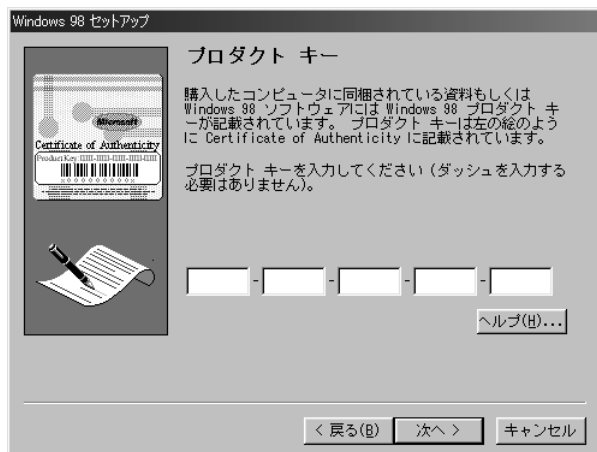 Windows 98 セットアップ
プロダクト キー
購入したコンピュータに同梱されている資料もしくは
Windows 98 ソフトウェアには Windows 98 プロダクト キ
ーが記載されています。 プロダクト キーは左の絵のよう
に Certificate of Authenticity に記載されています。
プロダクト キーを入力してください（ダッシュを入力する
必要はありません）。
Microsoft
Certificate of Authenticity
- - - -
ヘルプ(H)...
< 戻る(B)
次へ >
キャンセル